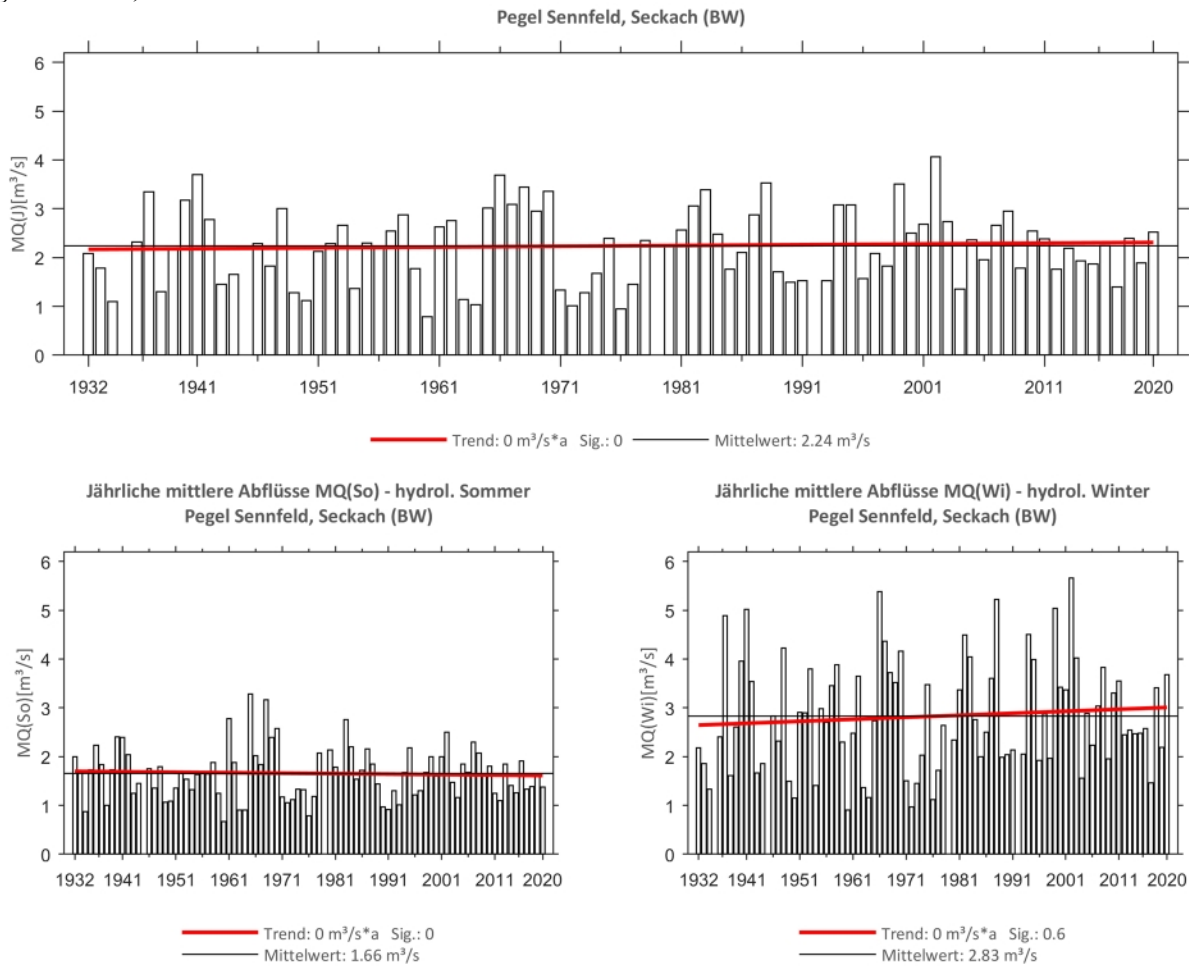 Pegel Sennfeld, Seckach (BW)
6
5
4
3
2
1
0
MQ(J)[m³/s]
1932 1941 1951 1961 1971 1981 1991 2001 2011 2020
Trend: 0 m³/s*a Sig.: 0 Mittelwert: 2.24 m³/s
Jährliche mittlere Abflüsse MQ(So) - hydrol. Sommer
Pegel Sennfeld, Seckach (BW)
6
5
4
3
2
1
0
MQ(So)[m³/s]
1932 1941 1951 1961 1971 1981 1991 2001 2011 2020
Trend: 0 m³/s*a Sig.: 0
Mittelwert: 1.66 m³/s
Jährliche mittlere Abflüsse MQ(Wi) - hydrol. Winter
Pegel Sennfeld, Seckach (BW)
6
5
4
3
2
1
0
MQ(Wi)[m³/s]
1932 1941 1951 1961 1971 1981 1991 2001 2011 2020
Trend: 0 m³/s*a Sig.: 0.6
Mittelwert: 2.83 m³/s